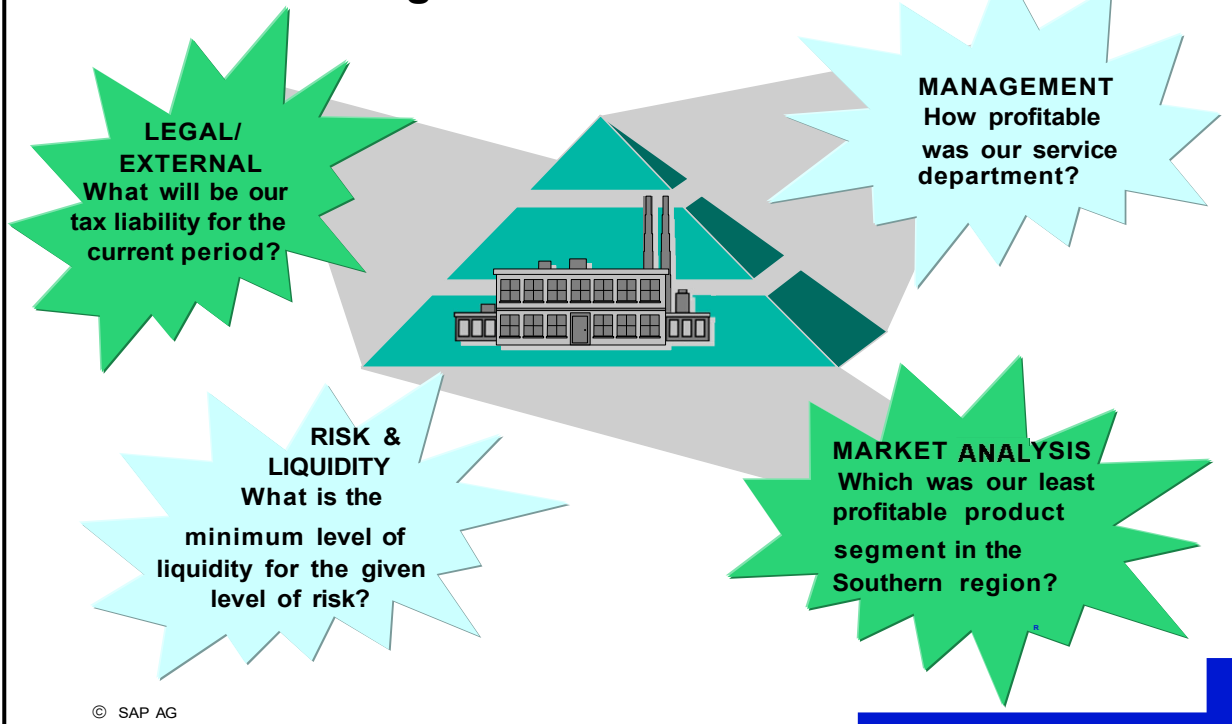 LEGAL/
EXTERNAL
What will be our
tax liability for the
current period?
MANAGEMENT
How profitable
was our service
department?
RISK &
LIQUIDITY
What is the
minimum level of
liquidity for the given
level of risk?
MARKET ANALYSIS
Which was our least
profitable product
segment in the
Southern region?
R
© SAP AG